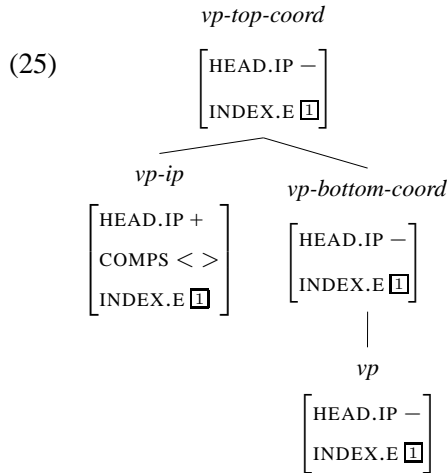 vp-top-coord
(25)
HEAD.IP −
INDEX.E 1
vp-ip
vp-bottom-coord
HEAD.IP +
COMPS < >
INDEX.E 1
HEAD.IP −
INDEX.E 1
vp
HEAD.IP −
INDEX.E 1